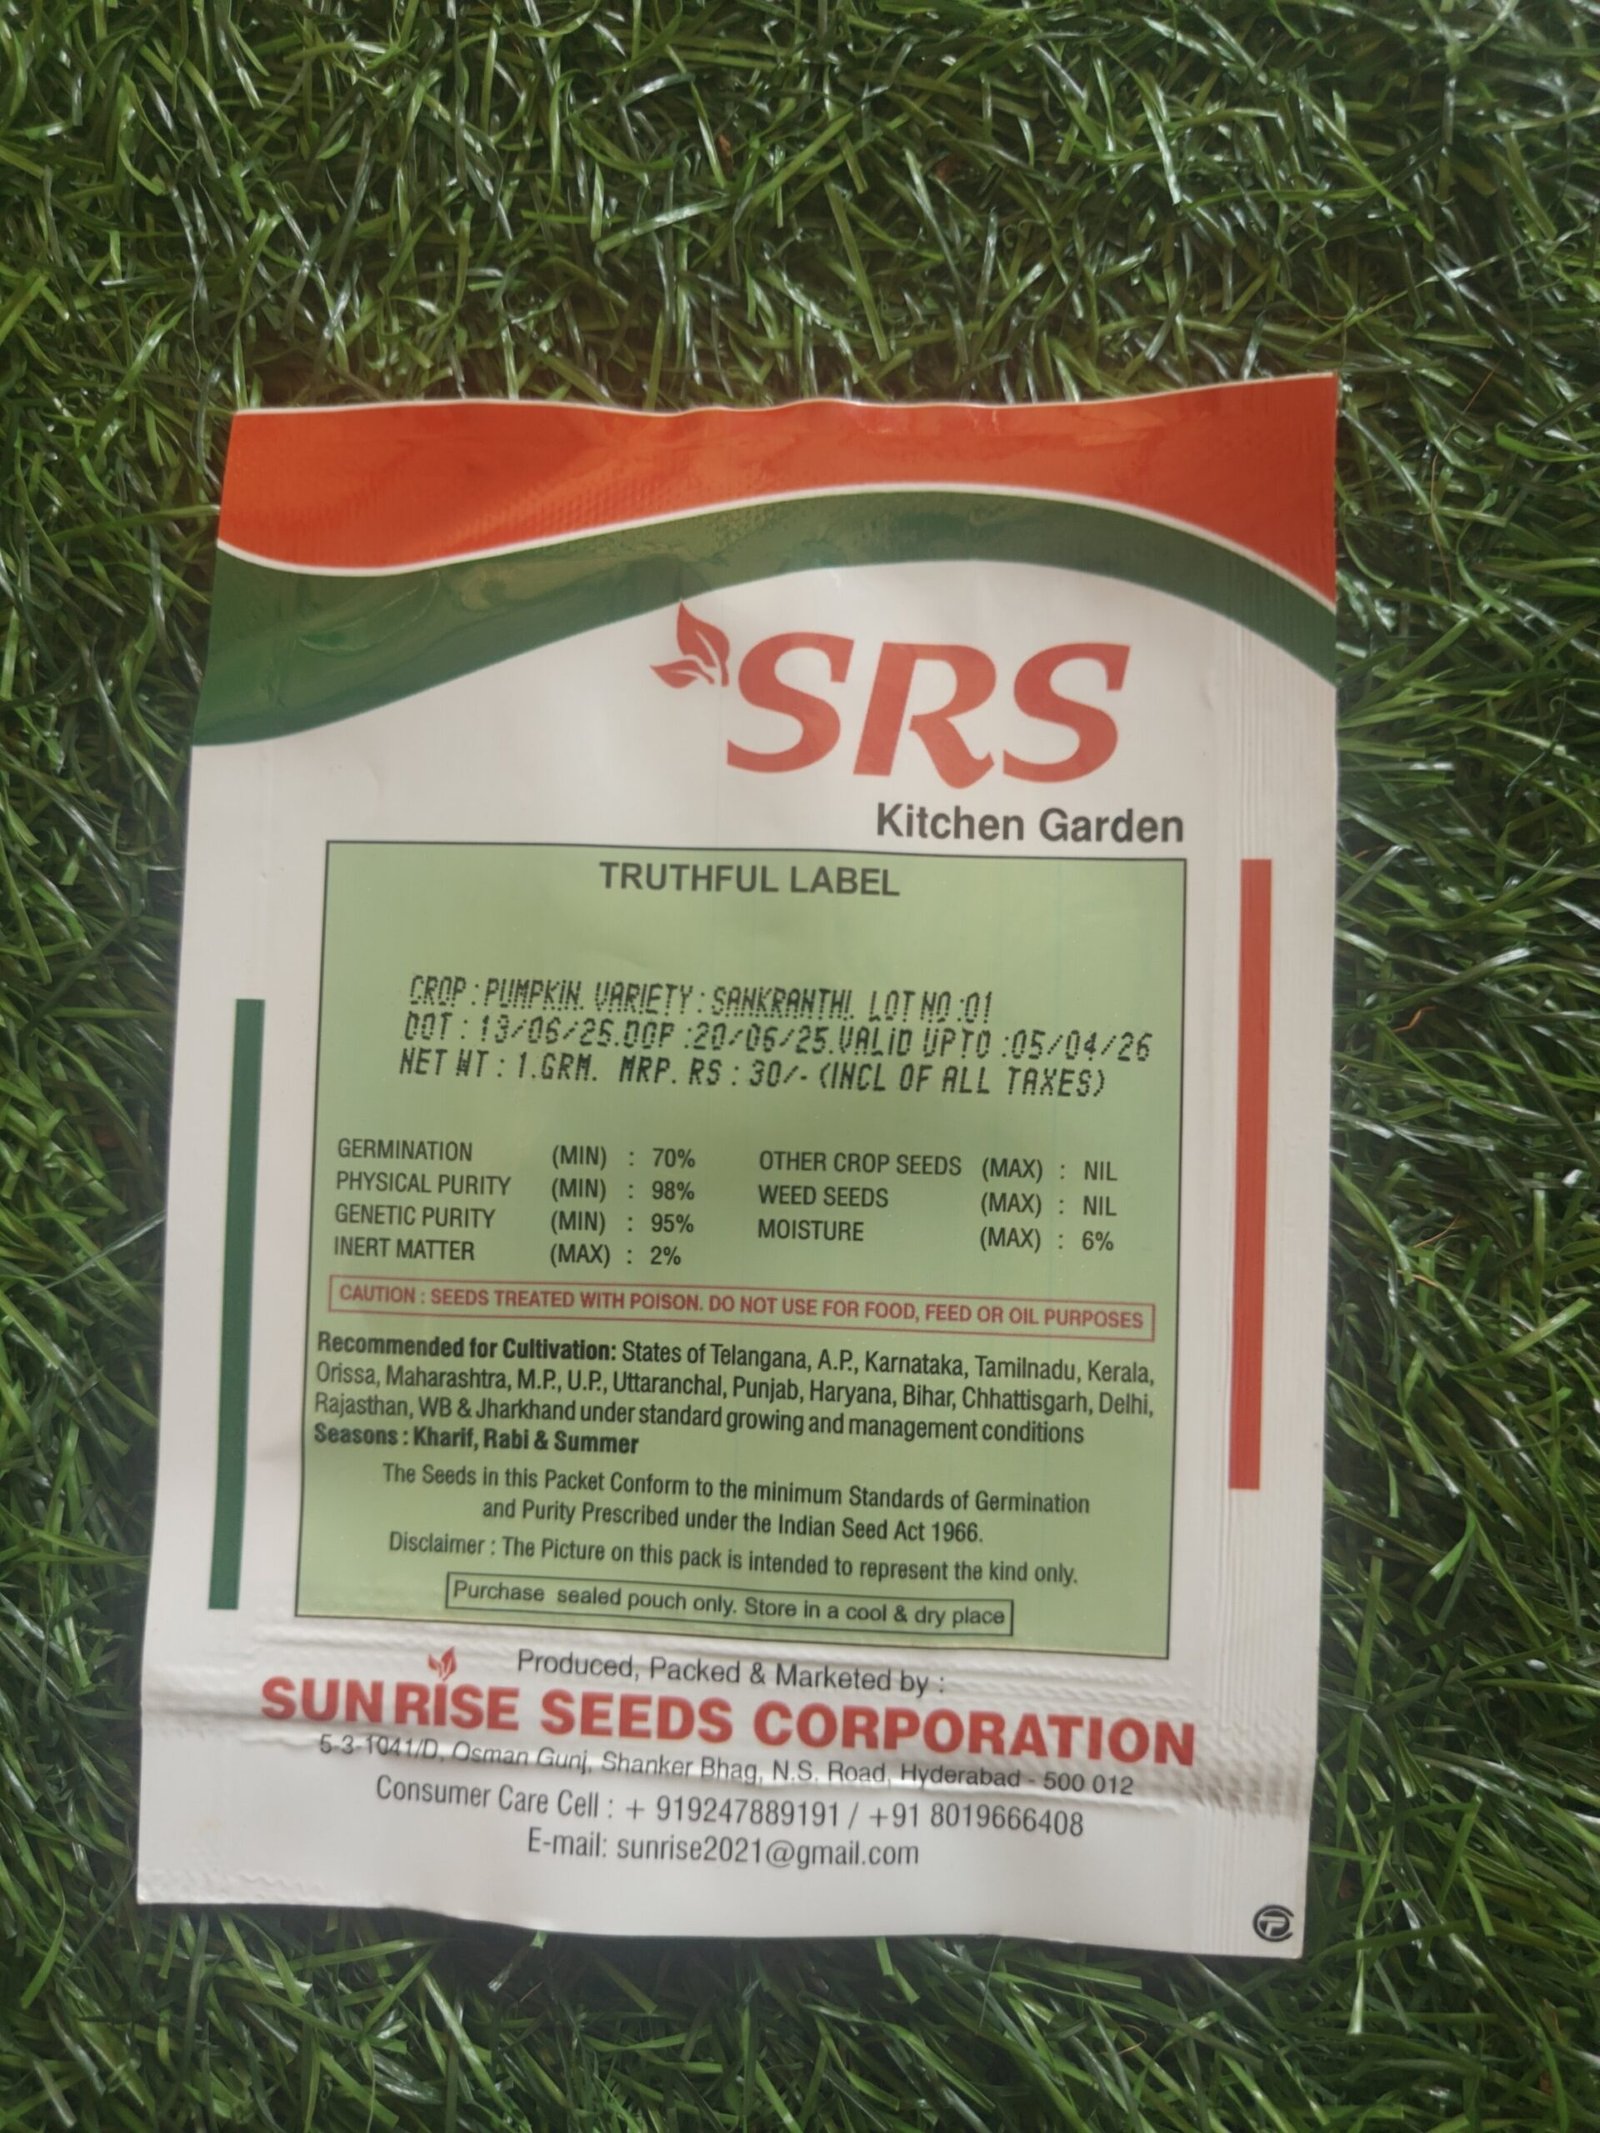 SRS
Kitchen Garden
TRUTHFUL LABEL
CROP : PUMPKIN. VARIETY : SANKRANTHI. LOT NO :01
DOT : 13/06/25.DOP :20/06/25.VALID UPTO :05/04/26
NET WT : 1.GRM. MRP. RS : 30/- (INCL OF ALL TAXES)
GERMINATION (MIN) : 70% OTHER CROP SEEDS (MAX) : NIL
PHYSICAL PURITY (MIN) : 98% WEED SEEDS (MAX) : NIL
GENETIC PURITY (MIN) : 95% MOISTURE (MAX) : 6%
INERT MATTER (MAX) : 2%
CAUTION : SEEDS TREATED WITH POISON. DO NOT USE FOR FOOD, FEED OR OIL PURPOSES
Recommended for Cultivation: States of Telangana, A.P., Karnataka, Tamilnadu, Kerala,
Orissa, Maharashtra, M.P., U.P., Uttaranchal, Punjab, Haryana, Bihar, Chhattisgarh, Delhi,
Rajasthan, WB & Jharkhand under standard growing and management conditions
Seasons : Kharif, Rabi & Summer
The Seeds in this Packet Conform to the minimum Standards of Germination
and Purity Prescribed under the Indian Seed Act 1966.
Disclaimer : The Picture on this pack is intended to represent the kind only.
Purchase sealed pouch only. Store in a cool & dry place
Produced, Packed & Marketed by :
SUNRISE SEEDS CORPORATION
5-3-1041/D, Osman Gunj, Shanker Bhag, N.S. Road, Hyderabad - 500 012
Consumer Care Cell : + 919247889191 / +91 8019666408
E-mail: sunrise2021@gmail.com